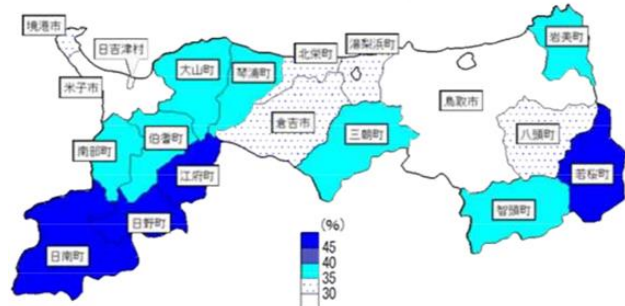 境港市
日吉津村
米子市
大山町
琴浦町
北栄町
湯梨浜町
岩美町
倉吉市
三朝町
鳥取市
八頭町
若桜町
智頭町
南部町
伯耆町
江府町
日野町
日南町
(%)
45
40
35
30